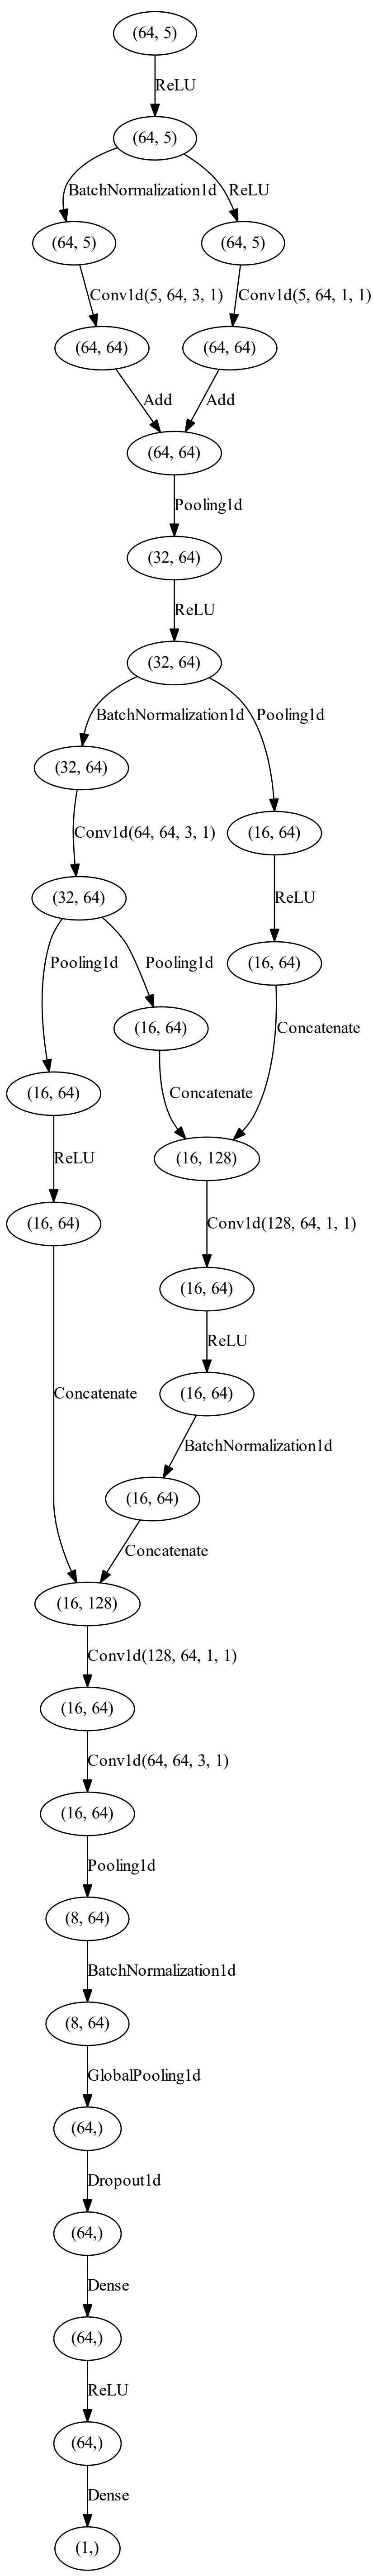 (64, 5)
ReLU
(64, 5)
BatchNormalization1d ReLU
(64, 5) (64, 5)
Conv1d(5, 64, 3, 1) Conv1d(5, 64, 1, 1)
(64, 64) (64, 64)
Add Add
(64, 64)
Pooling1d
(32, 64)
ReLU
(32, 64)
BatchNormalization1d Pooling1d
(32, 64)
(16, 64)
Conv1d(64, 64, 3, 1)
ReLU
(32, 64)
(16, 64)
Pooling1d Pooling1d
(16, 64)
Concatenate
(16, 64)
Concatenate
ReLU
(16, 128)
(16, 64)
Conv1d(128, 64, 1, 1)
(16, 64)
ReLU
Concatenate
(16, 64)
BatchNormalization1d
(16, 64)
Concatenate
(16, 128)
Conv1d(128, 64, 1, 1)
(16, 64)
Conv1d(64, 64, 3, 1)
(16, 64)
Pooling1d
(8, 64)
BatchNormalization1d
(8, 64)
GlobalPooling1d
(64,)
Dropout1d
(64,)
Dense
(64,)
ReLU
(64,)
Dense
(1,)